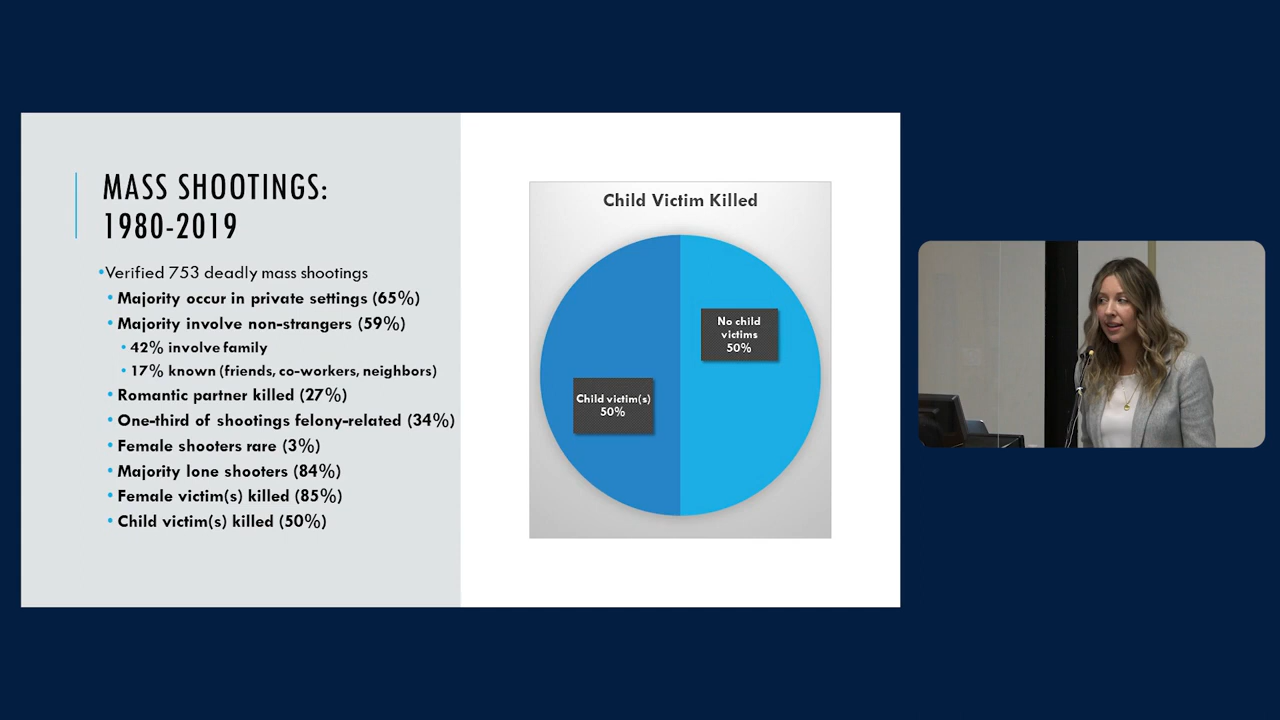 MASS SHOOTINGS:
1980-2019
•Verified 753 deadly mass shootings
• Majority occur in private settings (65%)
• Majority involve non-strangers (59%)
• 42% involve family
• 17% known (friends, co-workers, neighbors)
• Romantic partner killed (27%)
• One-third of shootings felony-related (34%)
• Female shooters rare (3%)
• Majority lone shooters (84%)
• Female victim(s) killed (85%)
• Child victim(s) killed (50%)
Child Victim Killed
No child
victims
50%
Child victim(s)
50%